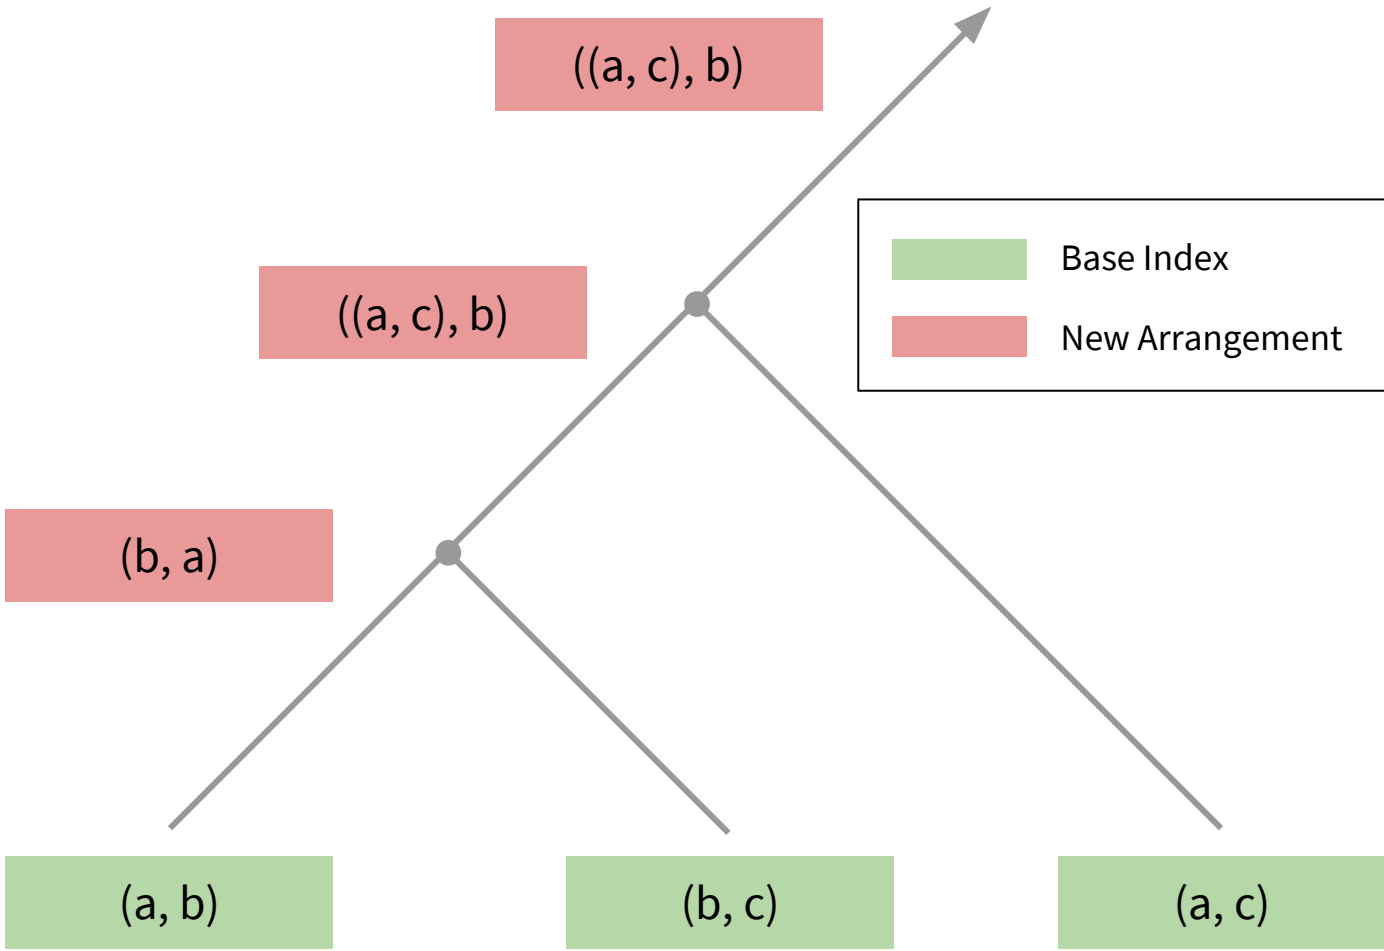 ((a, c), b)
Base Index
((a, c), b)
New Arrangement
(b, a)
(a, b)
(b, c)
(a, c)